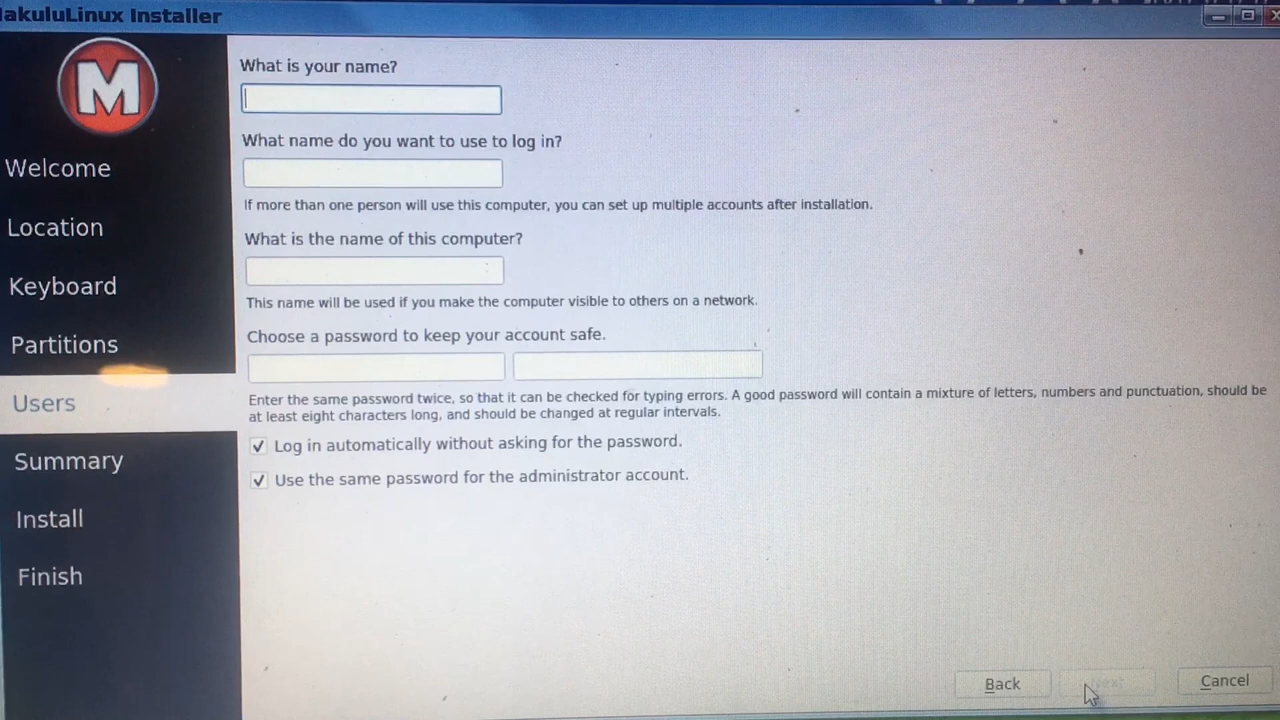 akuluLinux Installer
M
Welcome
Location
Keyboard
Partitions
Users
Summary
Install
Finish
What is your name?
What name do you want to use to log in?
If more than one person will use this computer, you can set up multiple accounts after installation.
What is the name of this computer?
This name will be used if you make the computer visible to others on a network.
Choose a password to keep your account safe.
Enter the same password twice, so that it can be checked for typing errors. A good password will contain a mixture of letters, numbers and punctuation, should be
at least eight characters long, and should be changed at regular intervals.
Log in automatically without asking for the password.
Use the same password for the administrator account.
Back
Next
Cancel